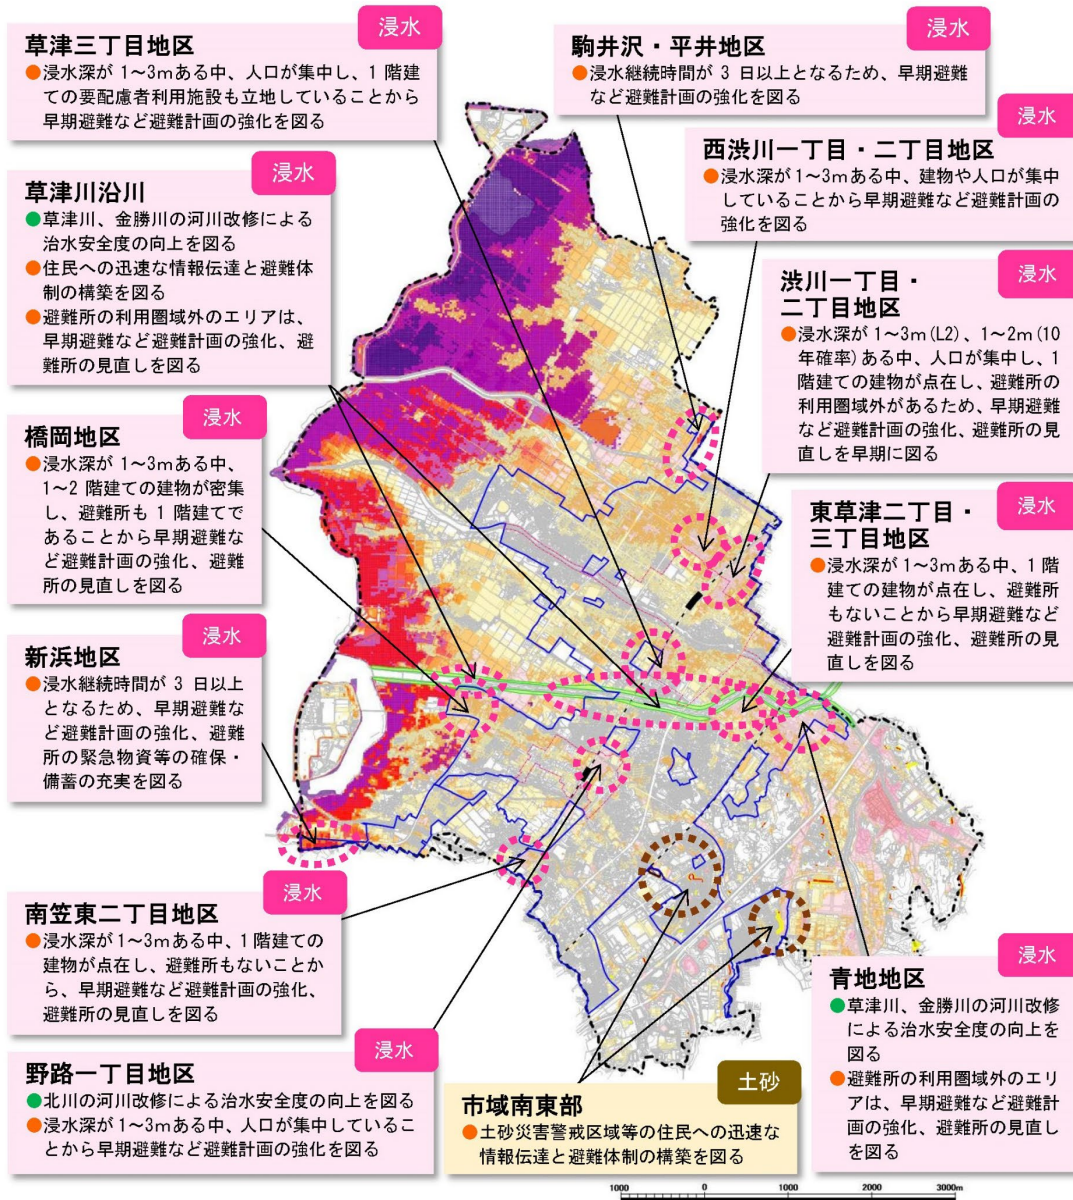 浸水
草津三丁目地区
●浸水深が 1～3mある中、人口が集中し、1 階建
ての要配慮者利用施設も立地していることから
早期避難など避難計画の強化を図る
浸水
駒井沢・平井地区
●浸水継続時間が 3 日以上となるため、早期避難
など避難計画の強化を図る
浸水
西渋川一丁目・二丁目地区
●浸水深が 1～3mある中、建物や人口が集中
していることから早期避難など避難計画の
強化を図る
浸水
草津川沿川
●草津川、金勝川の河川改修による
治水安全度の向上を図る
●住民への迅速な情報伝達と避難体
制の構築を図る
●避難所の利用圏域外のエリアは、
早期避難など避難計画の強化、避
難所の見直しを図る
浸水
渋川一丁目・
二丁目地区
●浸水深が 1～3m(L2)、1～2m(10
年確率)ある中、人口が集中し、1
階建ての建物が点在し、避難所の
利用圏域外があるため、早期避難
など避難計画の強化、避難所の見
直しを早期に図る
浸水
橋岡地区
●浸水深が 1～3mある中、
1～2 階建ての建物が密集
し、避難所も 1 階建てで
あることから早期避難な
ど避難計画の強化、避難
所の見直しを図る
浸水
東草津二丁目・
三丁目地区
●浸水深が 1～3mある中、1 階
建ての建物が点在し、避難所
もないことから早期避難など
避難計画の強化、避難所の見
直しを図る
浸水
新浜地区
●浸水継続時間が 3 日以上
となるため、早期避難な
ど避難計画の強化、避難
所の緊急物資等の確保・
備蓄の充実を図る
浸水
南笠東二丁目地区
●浸水深が 1～3mある中、1 階建ての
建物が点在し、避難所もないことか
ら、早期避難など避難計画の強化、
避難所の見直しを図る
浸水
野路一丁目地区
●北川の河川改修による治水安全度の向上を図る
●浸水深が 1～3mある中、人口が集中しているこ
とから早期避難など避難計画の強化を図る
土砂
市域南東部
●土砂災害警戒区域等の住民への迅速な
情報伝達と避難体制の構築を図る
浸水
青地地区
●草津川、金勝川の河川改修
による治水安全度の向上を
図る
●避難所の利用圏域外のエリ
アは、早期避難など避難計
画の強化、避難所の見直し
を図る
1000 0 1000 2000 3000m